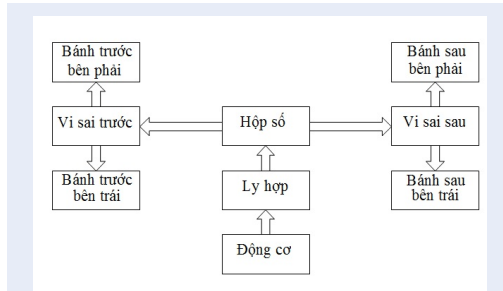 Bánh trước
bên phải
Bánh sau
bên phải
Vi sai trước
Hộp số
Vi sai sau
Bánh trước
bên trái
Ly hợp
Bánh sau
bên trái
Động cơ